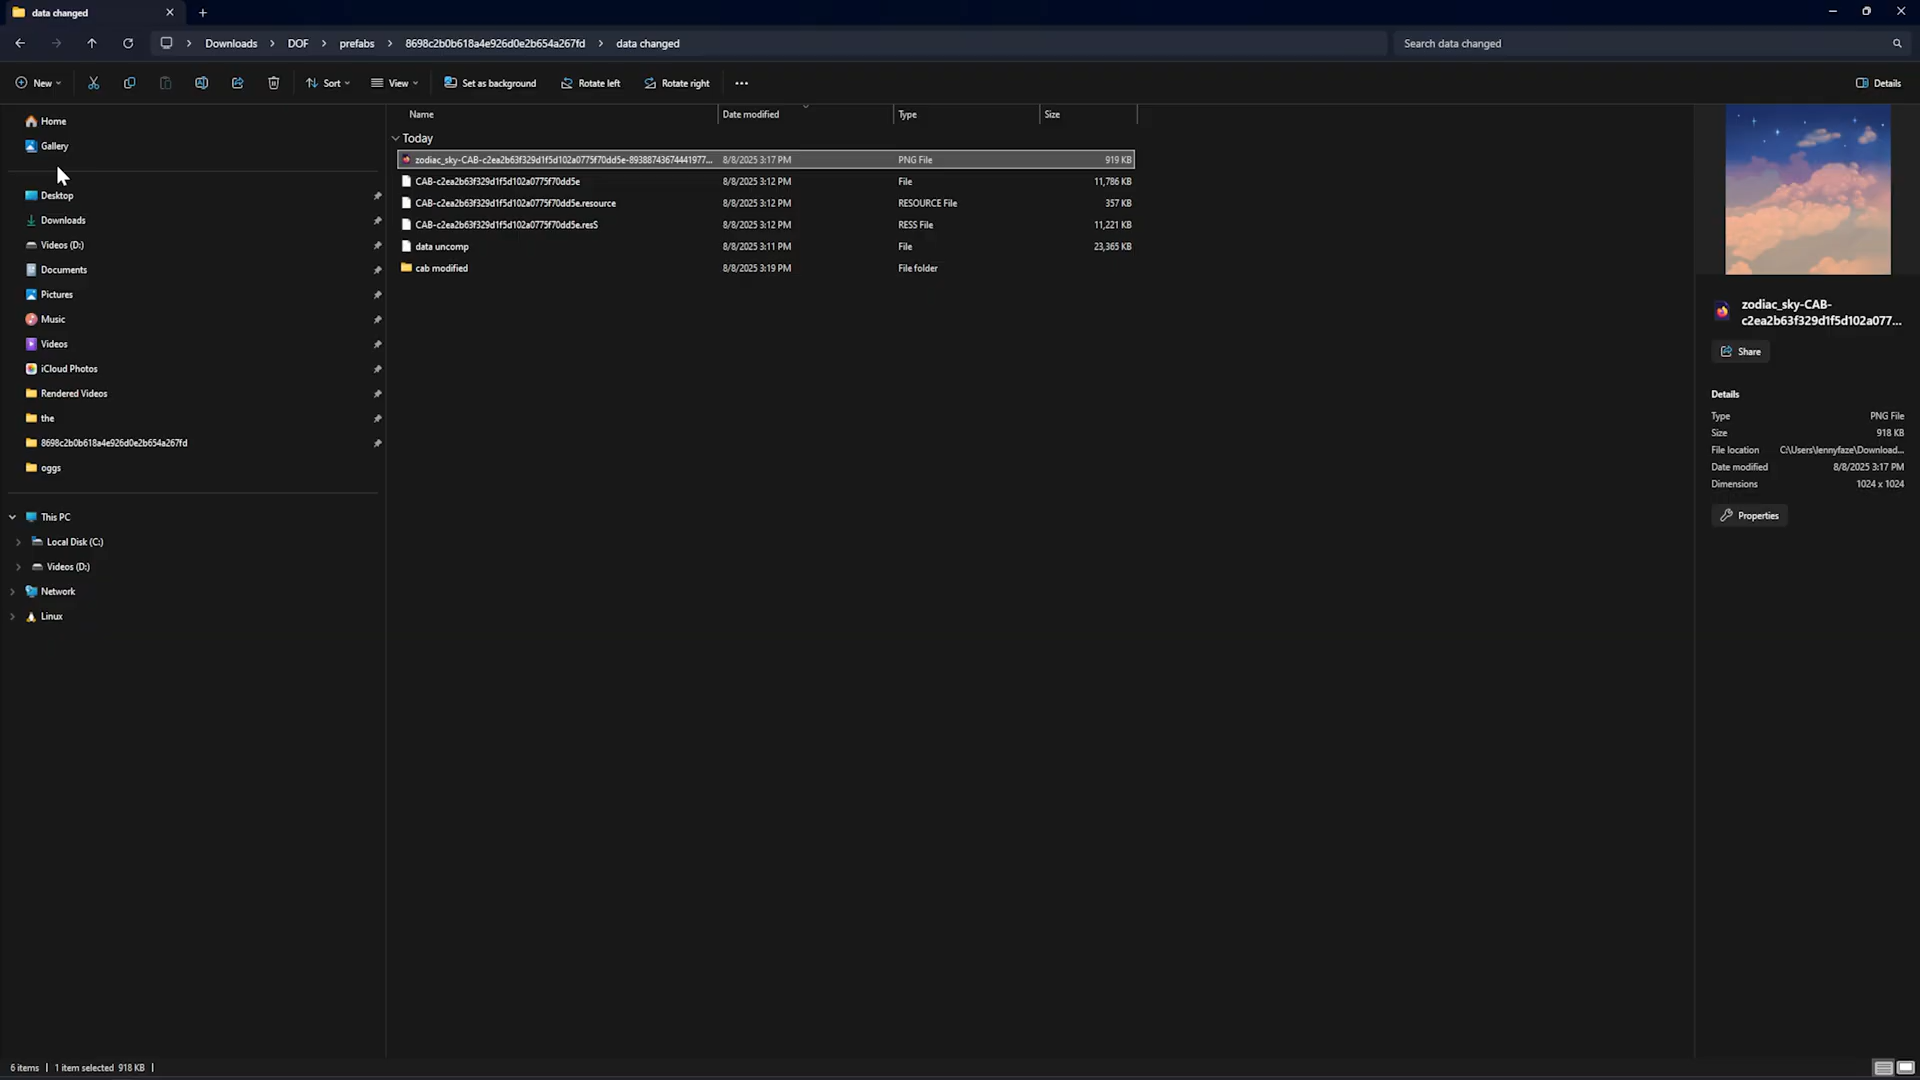 data changed
Downloads > DOF > prefabs > 8698c2b0b618a4e926d0e2b654a267fd > data changed
Search data changed
New
Sort
View
Set as background
Rotate left
Rotate right
Details
Home
Gallery
Desktop
Downloads
Videos (D:)
Documents
Pictures
Music
Videos
iCloud Photos
Rendered Videos
the
8698c2b0b618a4e926d0e2b654a267fd
oggs
This PC
Local Disk (C:)
Videos (D:)
Network
Linux
Name Date modified Type Size
Today
zodiac_sky-CAB-c2ea2b63f329d1f5d102a0775f70dd5e-89388743674441977... 8/8/2025 3:17 PM PNG File 919 KB
CAB-c2ea2b63f329d1f5d102a0775f70dd5e 8/8/2025 3:12 PM File 11,786 KB
CAB-c2ea2b63f329d1f5d102a0775f70dd5e.resource 8/8/2025 3:12 PM RESOURCE File 357 KB
CAB-c2ea2b63f329d1f5d102a0775f70dd5e.resS 8/8/2025 3:12 PM RESS File 11,221 KB
data uncomp 8/8/2025 3:11 PM File 23,365 KB
cab modified 8/8/2025 3:19 PM File folder
zodiac_sky-CAB-
c2ea2b63f329d1f5d102a077...
Share
Details
Type PNG File
Size 918 KB
File location C:\Users\lennyfaze\Download...
Date modified 8/8/2025 3:17 PM
Dimensions 1024 x 1024
Properties
6 items 1 item selected 918 KB